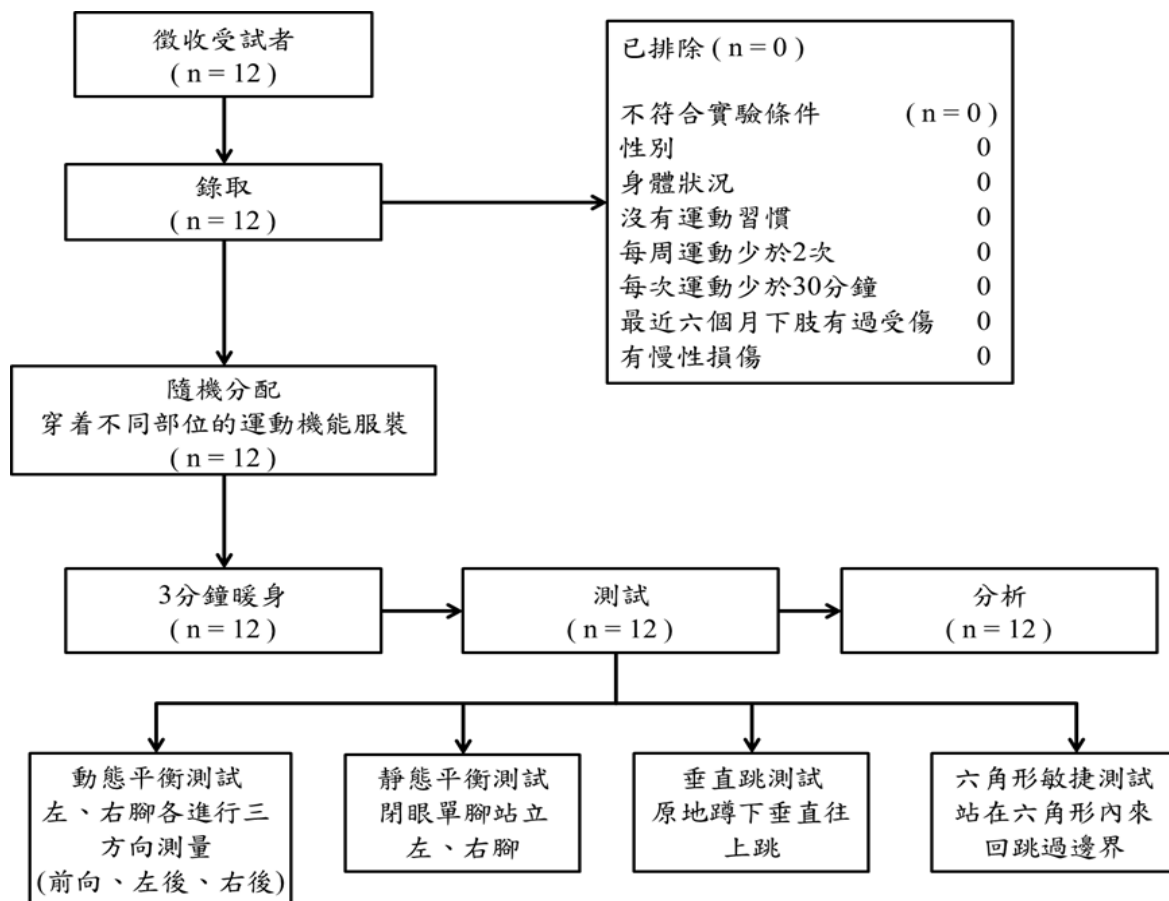 徵收受試者
( n = 12 )
已排除 ( n = 0 )
不符合實驗條件 ( n = 0 )
性別 0
身體狀況 0
沒有運動習慣 0
每周運動少於2次 0
每次運動少於30分鐘 0
最近六個月下肢有過受傷 0
有慢性損傷 0
錄取
( n = 12 )
隨機分配
穿着不同部位的運動機能服裝
( n = 12 )
3分鐘暖身
( n = 12 )
測試
( n = 12 )
分析
( n = 12 )
動態平衡測試
左、右腳各進行三
方向測量
(前向、左後、右後)
靜態平衡測試
閉眼單腳站立
左、右腳
垂直跳測試
原地蹲下垂直往
上跳
六角形敏捷測試
站在六角形內來
回跳過邊界